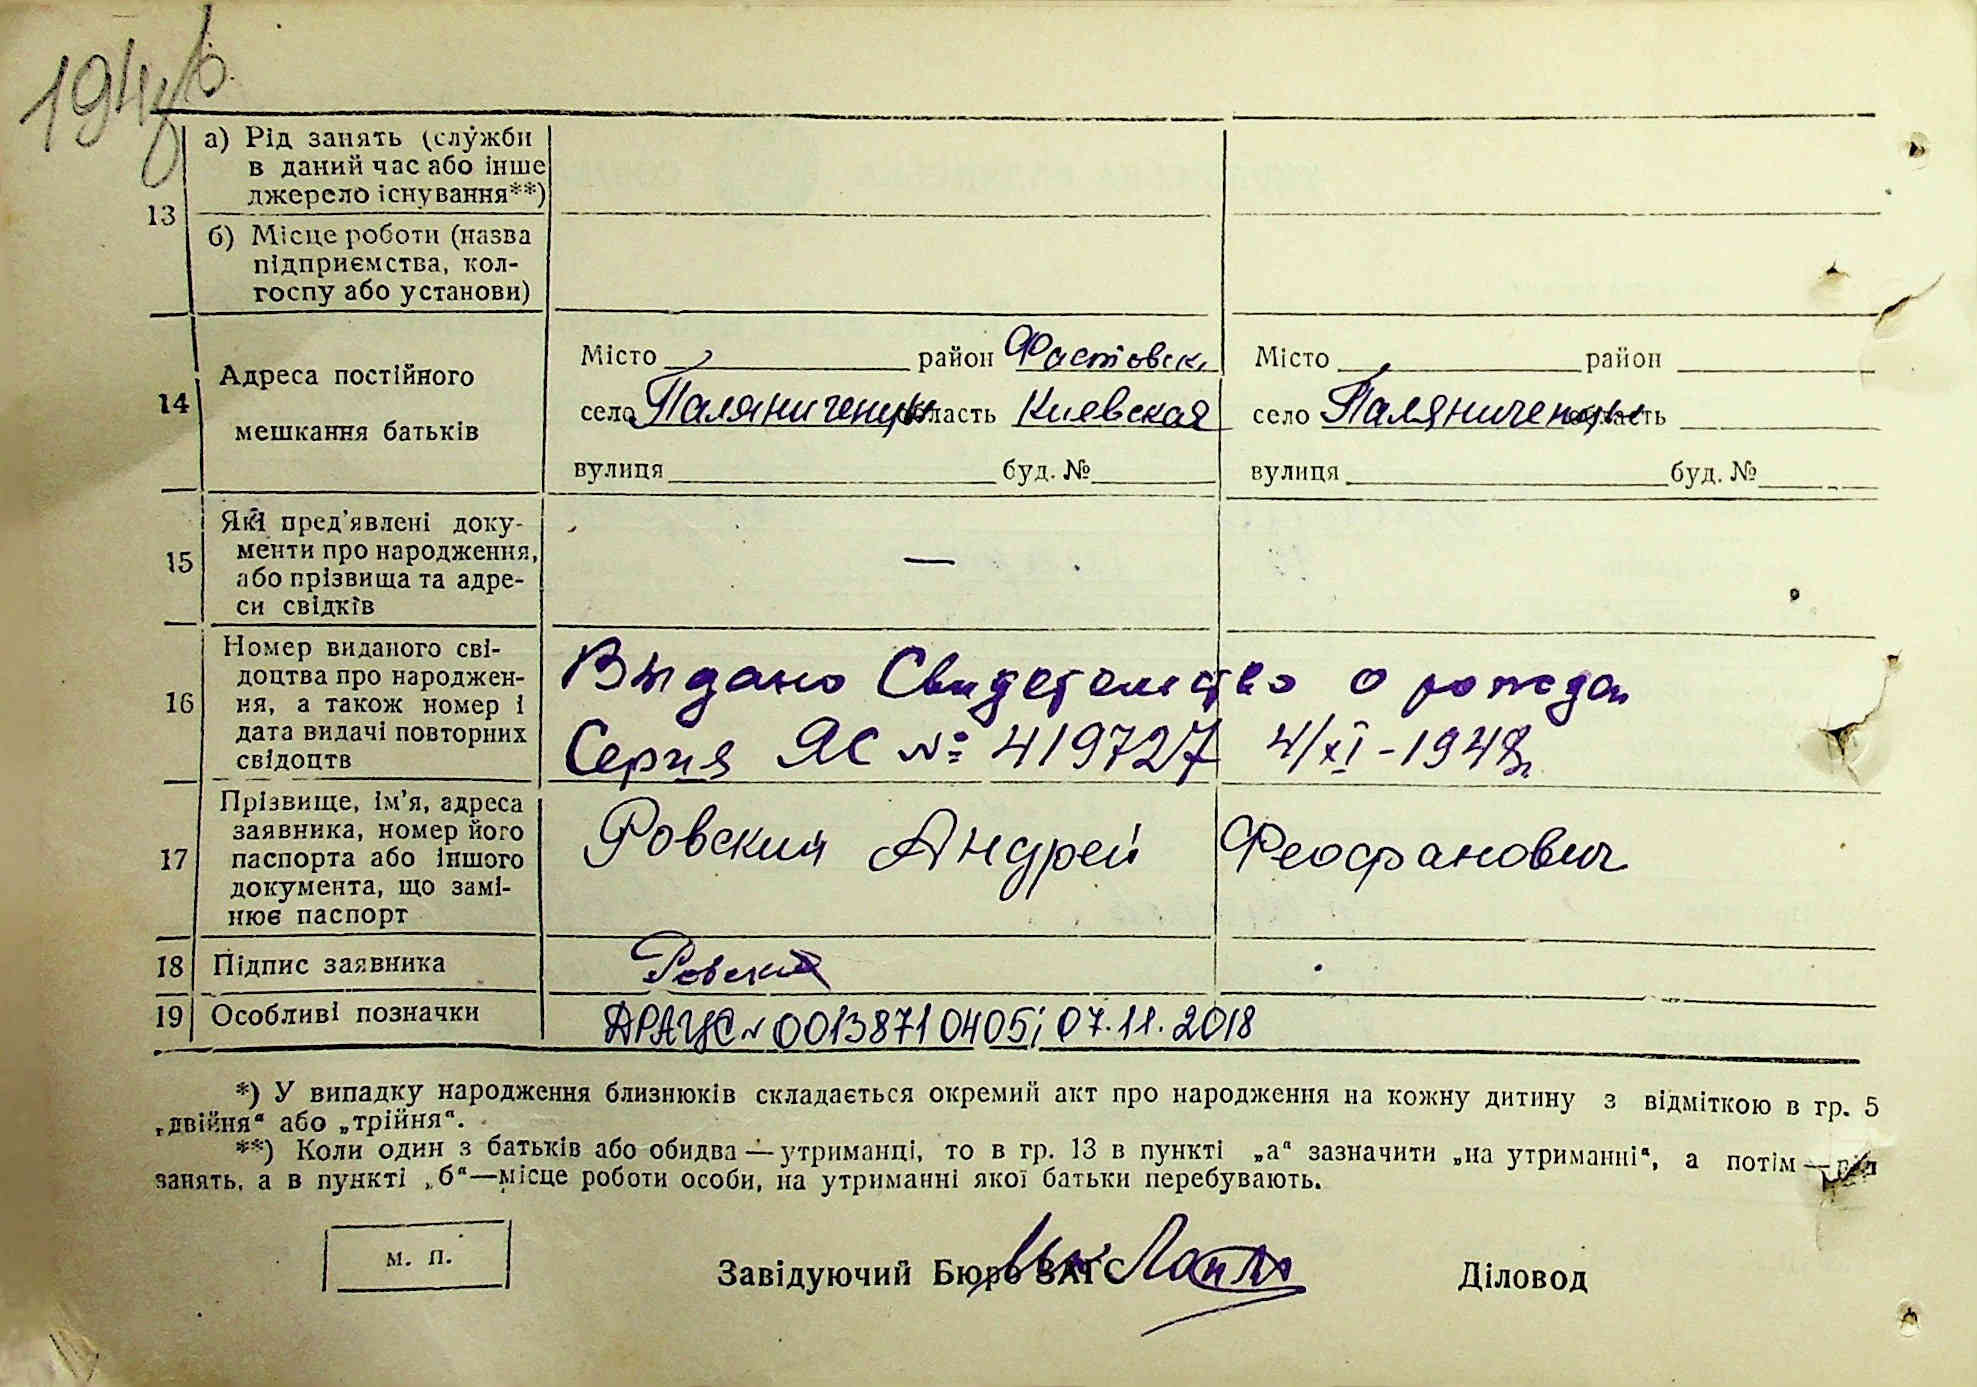 13
а) Рід занять (служби
в даний час або інше
джерело існування**)
б) Місце роботи (назва
підприємства, кол-
госпу або установи)
14
Адреса постійного
мешкання батьків
Місто район Фастовск.
село Паляниченцы область Киевская
вулиця буд. №
Місто район
село Паляниченцы область
вулиця буд. №
15
Які пред'явлені доку-
менти про народження,
або прізвища та адре-
си свідків
—
16
Номер виданого сві-
доцтва про народжен-
ня, а також номер і
дата видачі повторних
свідоцтв
Выдано Свидетельство о рожден
Серия ЯС № 419727 4/XI-1948г.
17
Прізвище, ім'я, адреса
заявника, номер його
паспорта або іншого
документа, що замі-
нює паспорт
Ровский Андрей Феофанович
18 Підпис заявника Ровский
19 Особливі позначки ДРАЦС № 00138710405; 07.11.2018
*) У випадку народження близнюків складається окремий акт про народження на кожну дитину з відміткою в гр. 5
„двійня“ або „трійня“.
**) Коли один з батьків або обидва — утриманці, то в гр. 13 в пункті „а“ зазначити „на утриманні“, а потім — рід
занять, а в пункті „б“—місце роботи особи, на утриманні якої батьки перебувають.
м. п.
Завідуючий Бюро ЗАГС Діловод